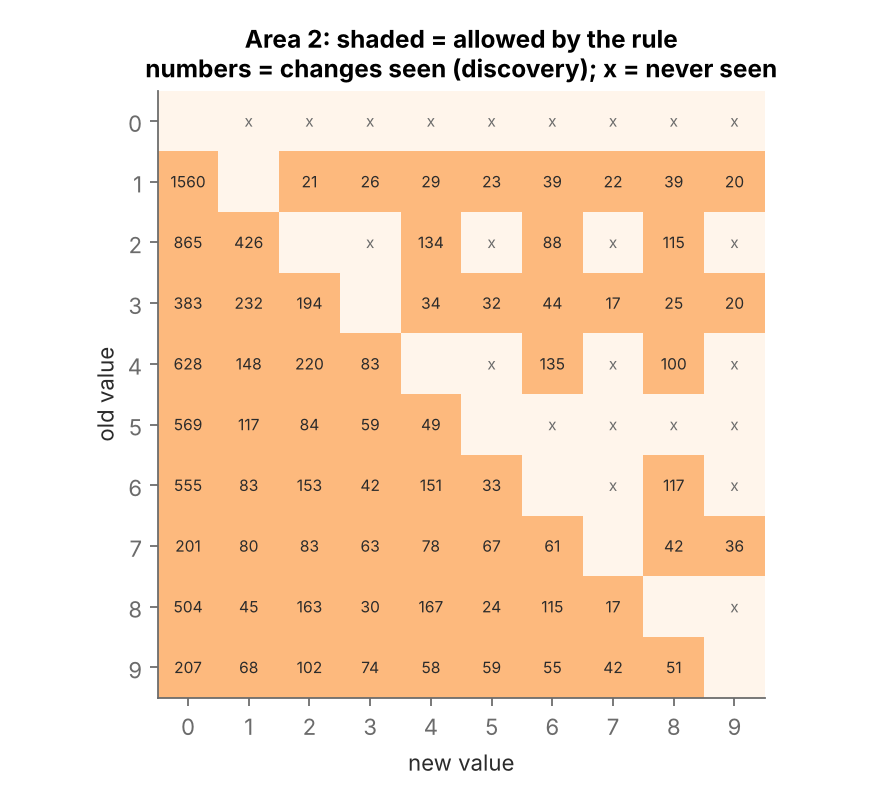 Area 2: shaded = allowed by the rule
numbers = changes seen (discovery); x = never seen
0 x x x x x x x x x
1 1560 21 26 29 23 39 22 39 20
2 865 426 x 134 x 88 x 115 x
3 383 232 194 34 32 44 17 25 20
4 628 148 220 83 x 135 x 100 x
5 569 117 84 59 49 x x x x
6 555 83 153 42 151 33 x 117 x
7 201 80 83 63 78 67 61 42 36
8 504 45 163 30 167 24 115 17 x
9 207 68 102 74 58 59 55 42 51
old value
0 1 2 3 4 5 6 7 8 9
new value